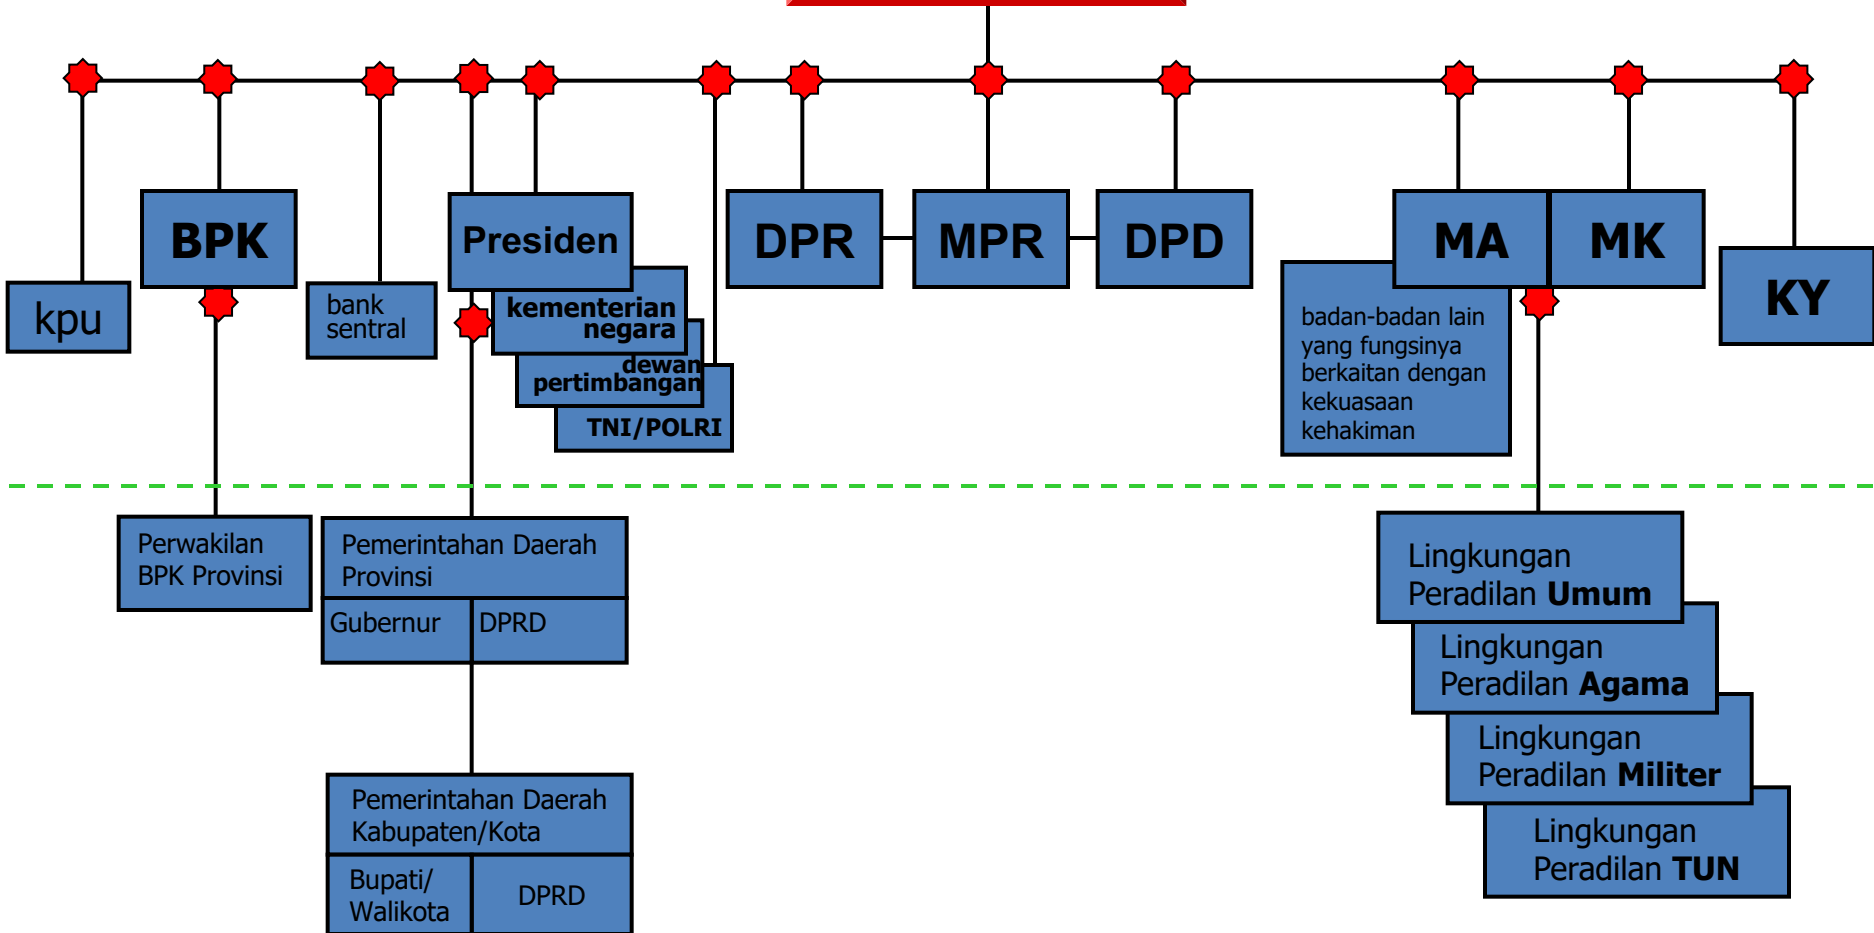 BPK
Presiden
DPR
MPR
DPD
MA
MK
kpu
bank
sentral
kementerian
negara
dewan
pertimbangan
TNI/POLRI
badan-badan lain
yang fungsinya
berkaitan dengan
kekuasaan
kehakiman
KY
Perwakilan
BPK Provinsi
Pemerintahan Daerah
Provinsi
Gubernur
DPRD
Pemerintahan Daerah
Kabupaten/Kota
Bupati/
Walikota
DPRD
Lingkungan
Peradilan Umum
Lingkungan
Peradilan Agama
Lingkungan
Peradilan Militer
Lingkungan
Peradilan TUN